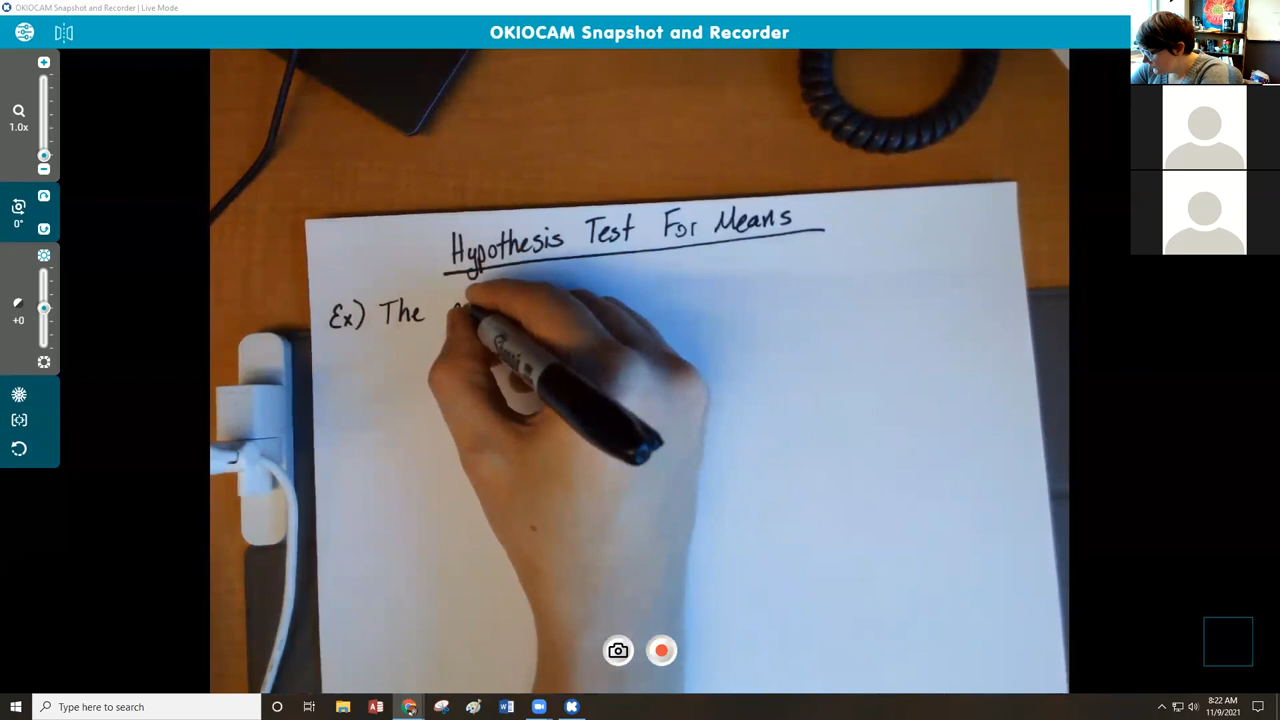 OKIOCAM Snapshot and Recorder | Live Mode
OKIOCAM Snapshot and Recorder
1.0x
0°
+0
Hypothesis Test For Means
Ex) The
Type here to search
8:22 AM
11/9/2021